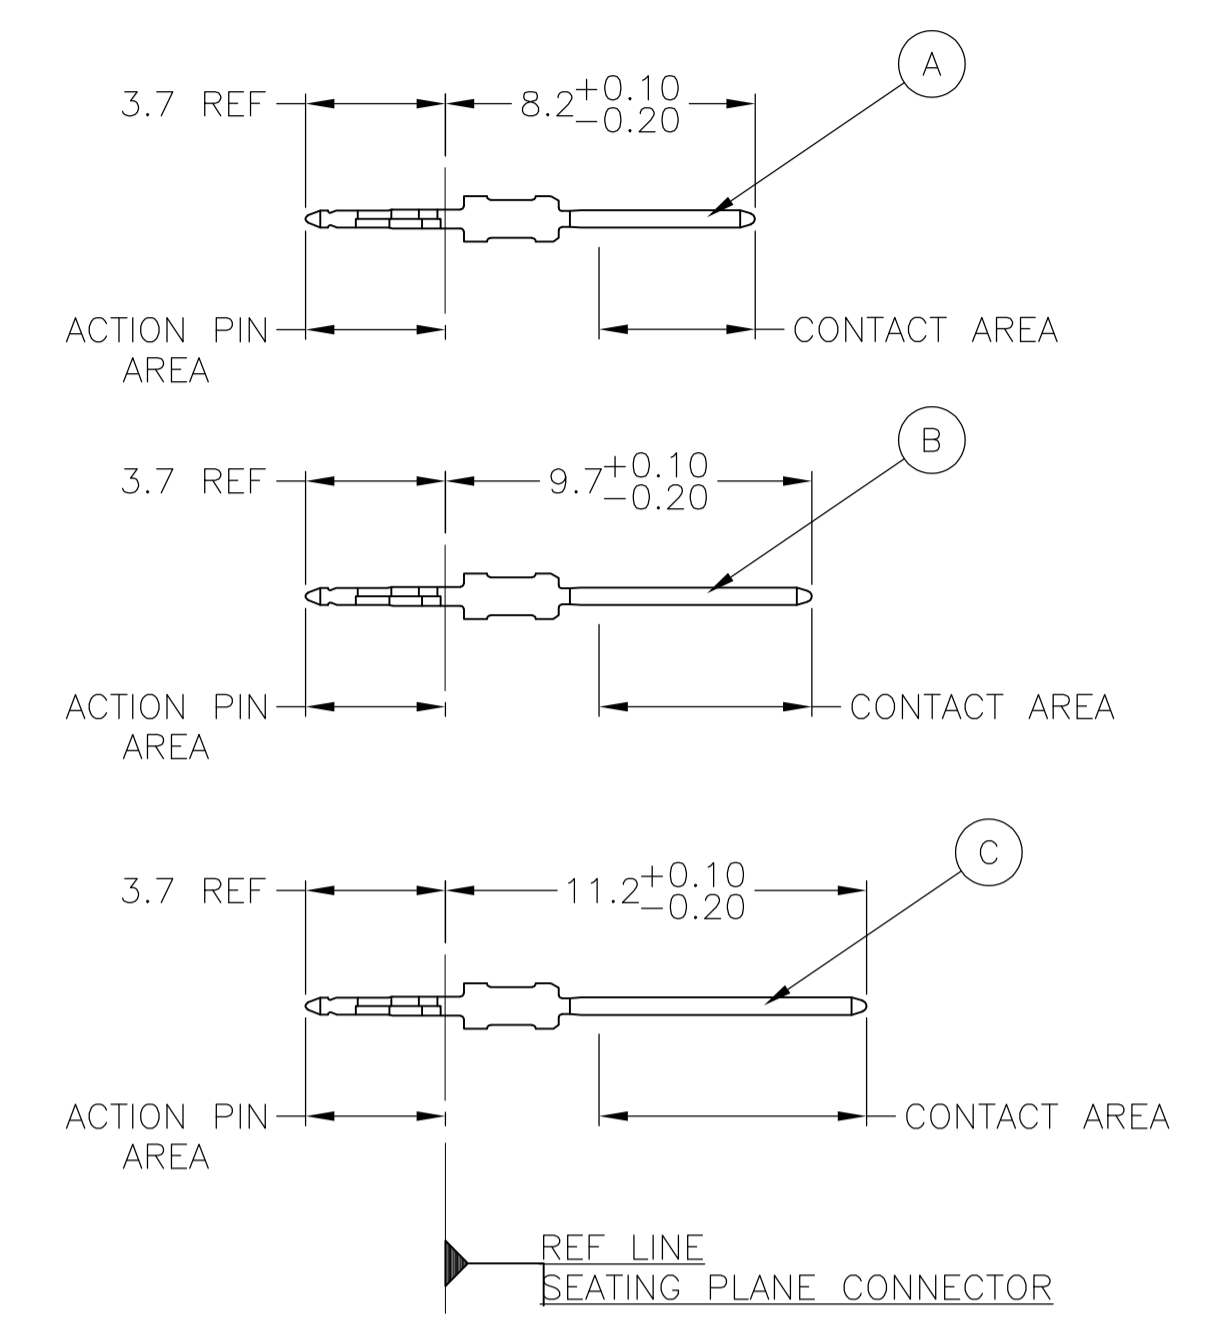 A
3.7 REF
8.2 +0.10 -0.20
ACTION PIN AREA
CONTACT AREA
B
3.7 REF
9.7 +0.10 -0.20
ACTION PIN AREA
CONTACT AREA
C
3.7 REF
11.2 +0.10 -0.20
ACTION PIN AREA
CONTACT AREA
REF LINE
SEATING PLANE CONNECTOR